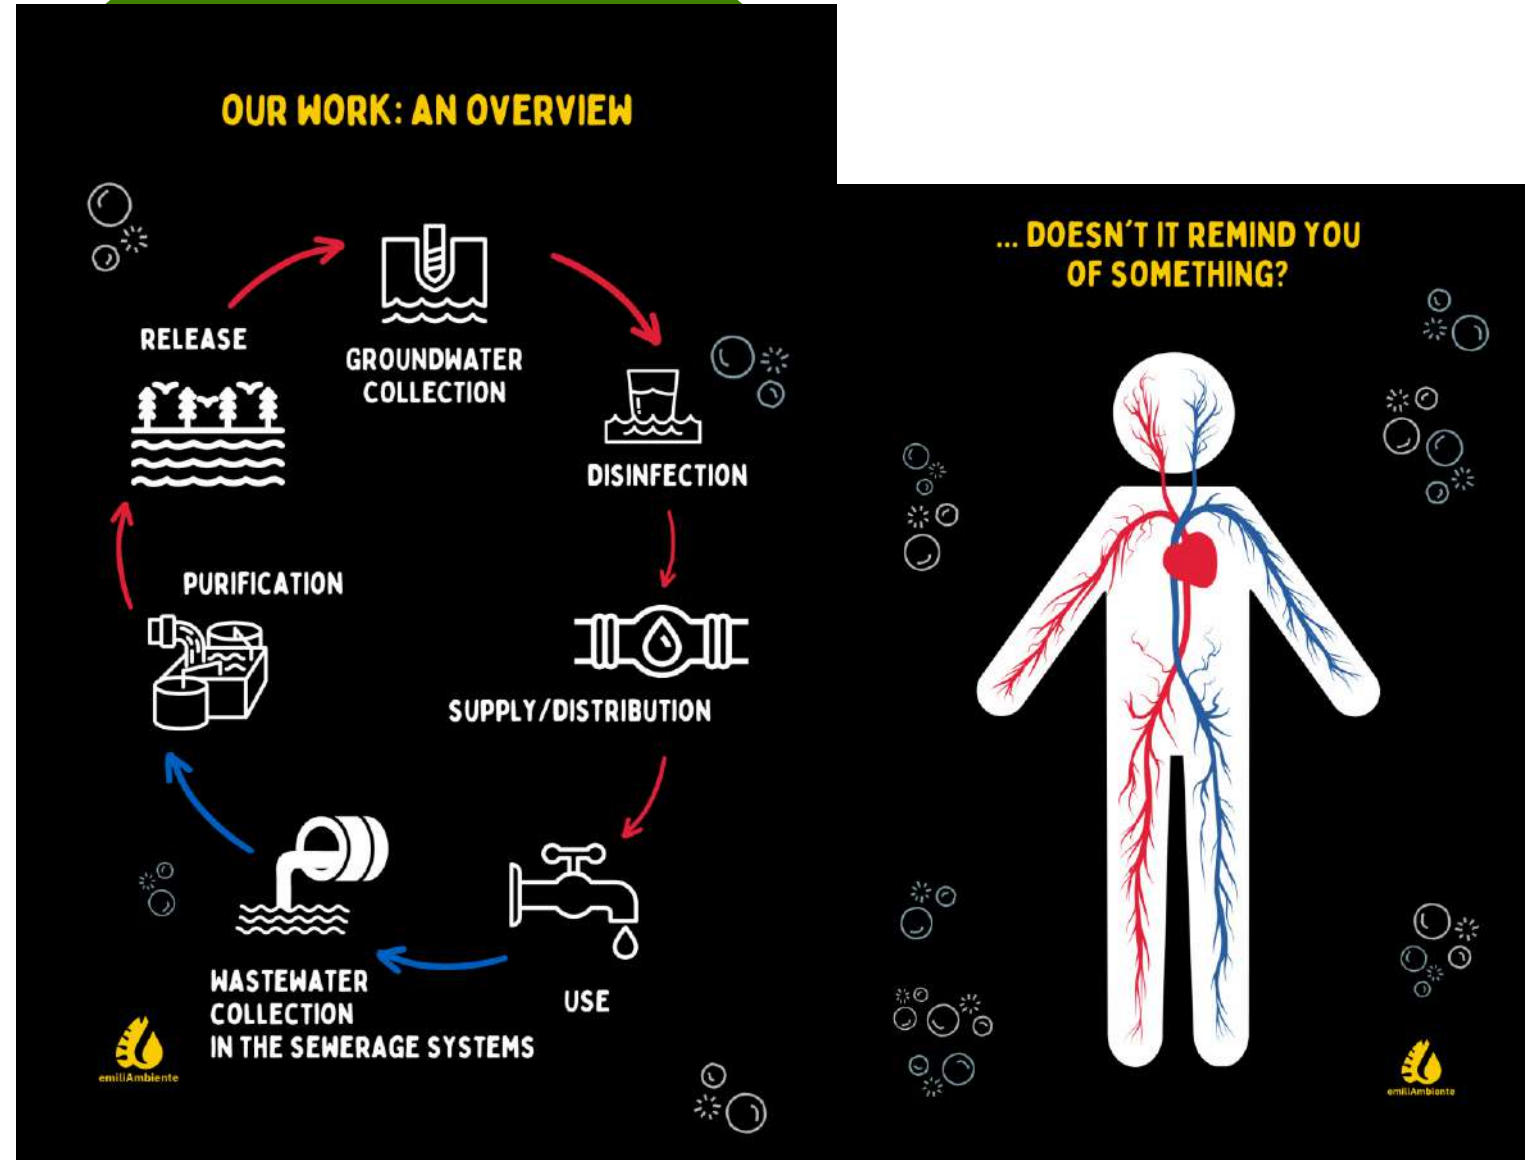 OUR WORK: AN OVERVIEW
GROUNDWATER
COLLECTION
DISINFECTION
SUPPLY/DISTRIBUTION
USE
WASTEWATER
COLLECTION
IN THE SEWERAGE SYSTEMS
PURIFICATION
RELEASE
emiliAmbiente
... DOESN'T IT REMIND YOU
OF SOMETHING?
emiliAmbiente